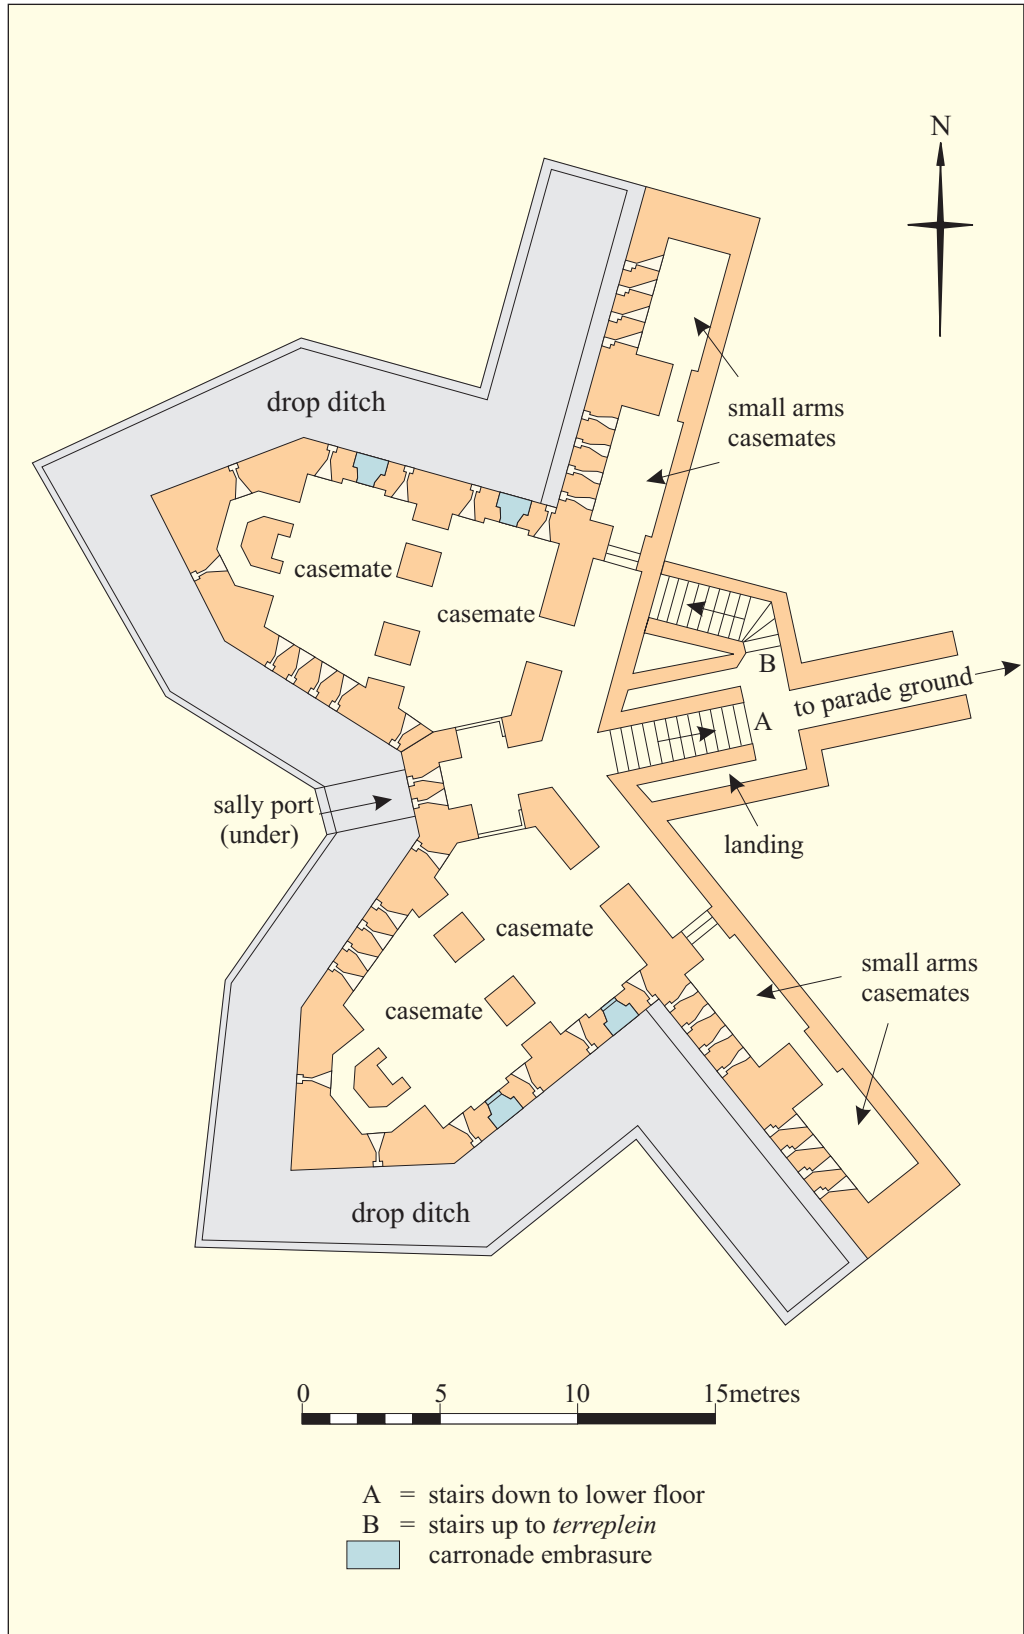 N
drop ditch
small arms
casemates
casemate
casemate
B
to parade ground
A
sally port
(under)
landing
casemate
small arms
casemates
casemate
drop ditch
0 5 10 15metres
A = stairs down to lower floor
B = stairs up to terreplein
carronade embrasure